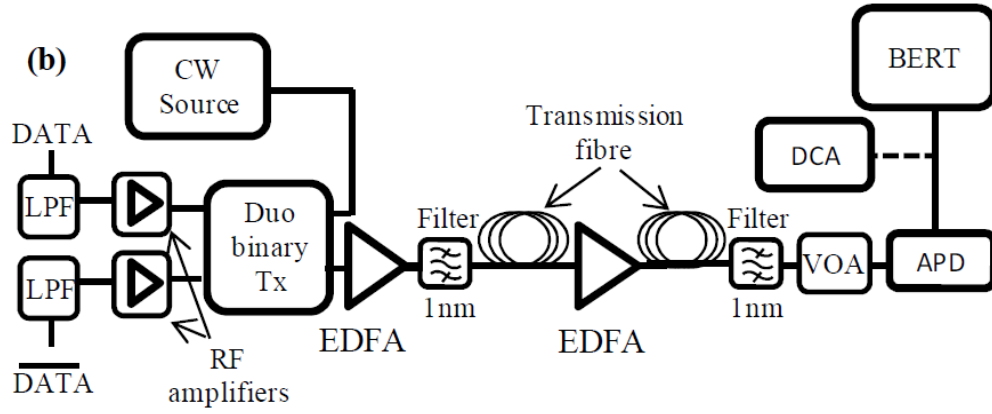 (b)
CW
Source
BERT
DATA
Transmission
fibre
DCA
LPF
Duo
binary
Tx
Filter
Filter
LPF
VOA
APD
1nm
1nm
EDFA
EDFA
RF
amplifiers
DATA